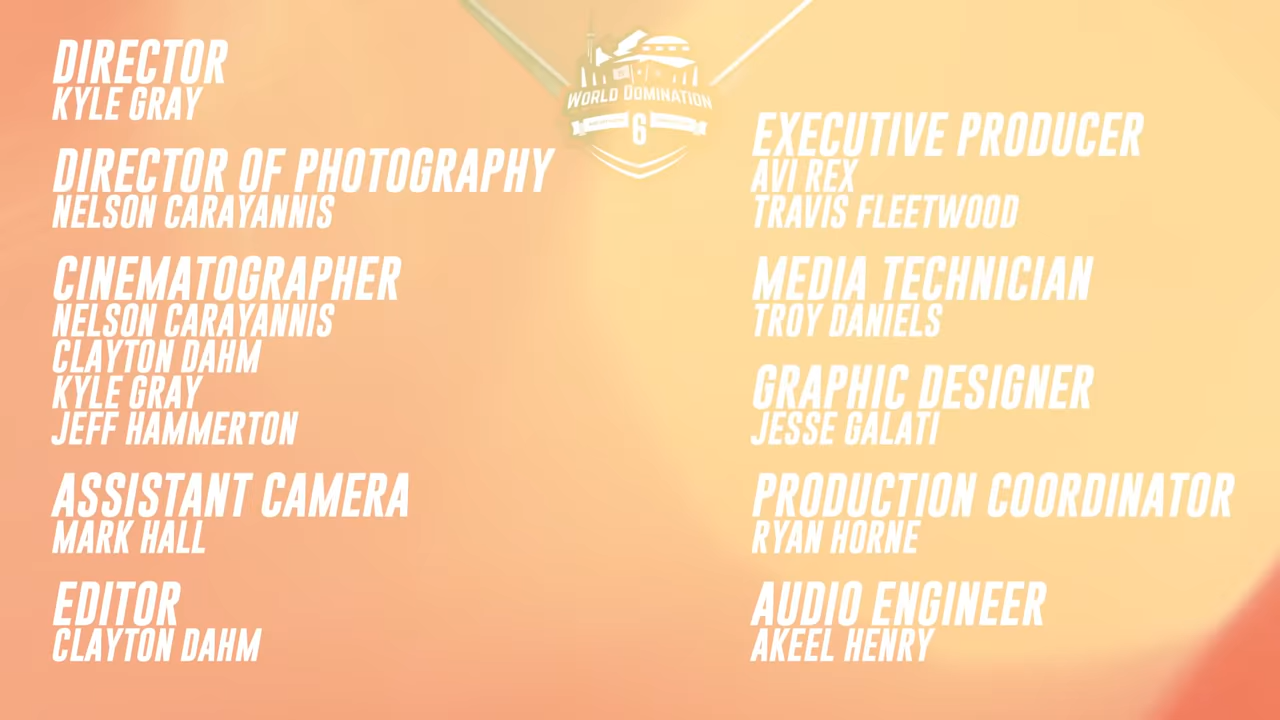 DIRECTOR
KYLE GRAY
DIRECTOR OF PHOTOGRAPHY
NELSON CARAYANNIS
CINEMATOGRAPHER
NELSON CARAYANNIS
CLAYTON DAHM
KYLE GRAY
JEFF HAMMERTON
ASSISTANT CAMERA
MARK HALL
EDITOR
CLAYTON DAHM
WORLD DOMINATION
6
EXECUTIVE PRODUCER
AVI REX
TRAVIS FLEETWOOD
MEDIA TECHNICIAN
TROY DANIELS
GRAPHIC DESIGNER
JESSE GALATI
PRODUCTION COORDINATOR
RYAN HORNE
AUDIO ENGINEER
AKEEL HENRY